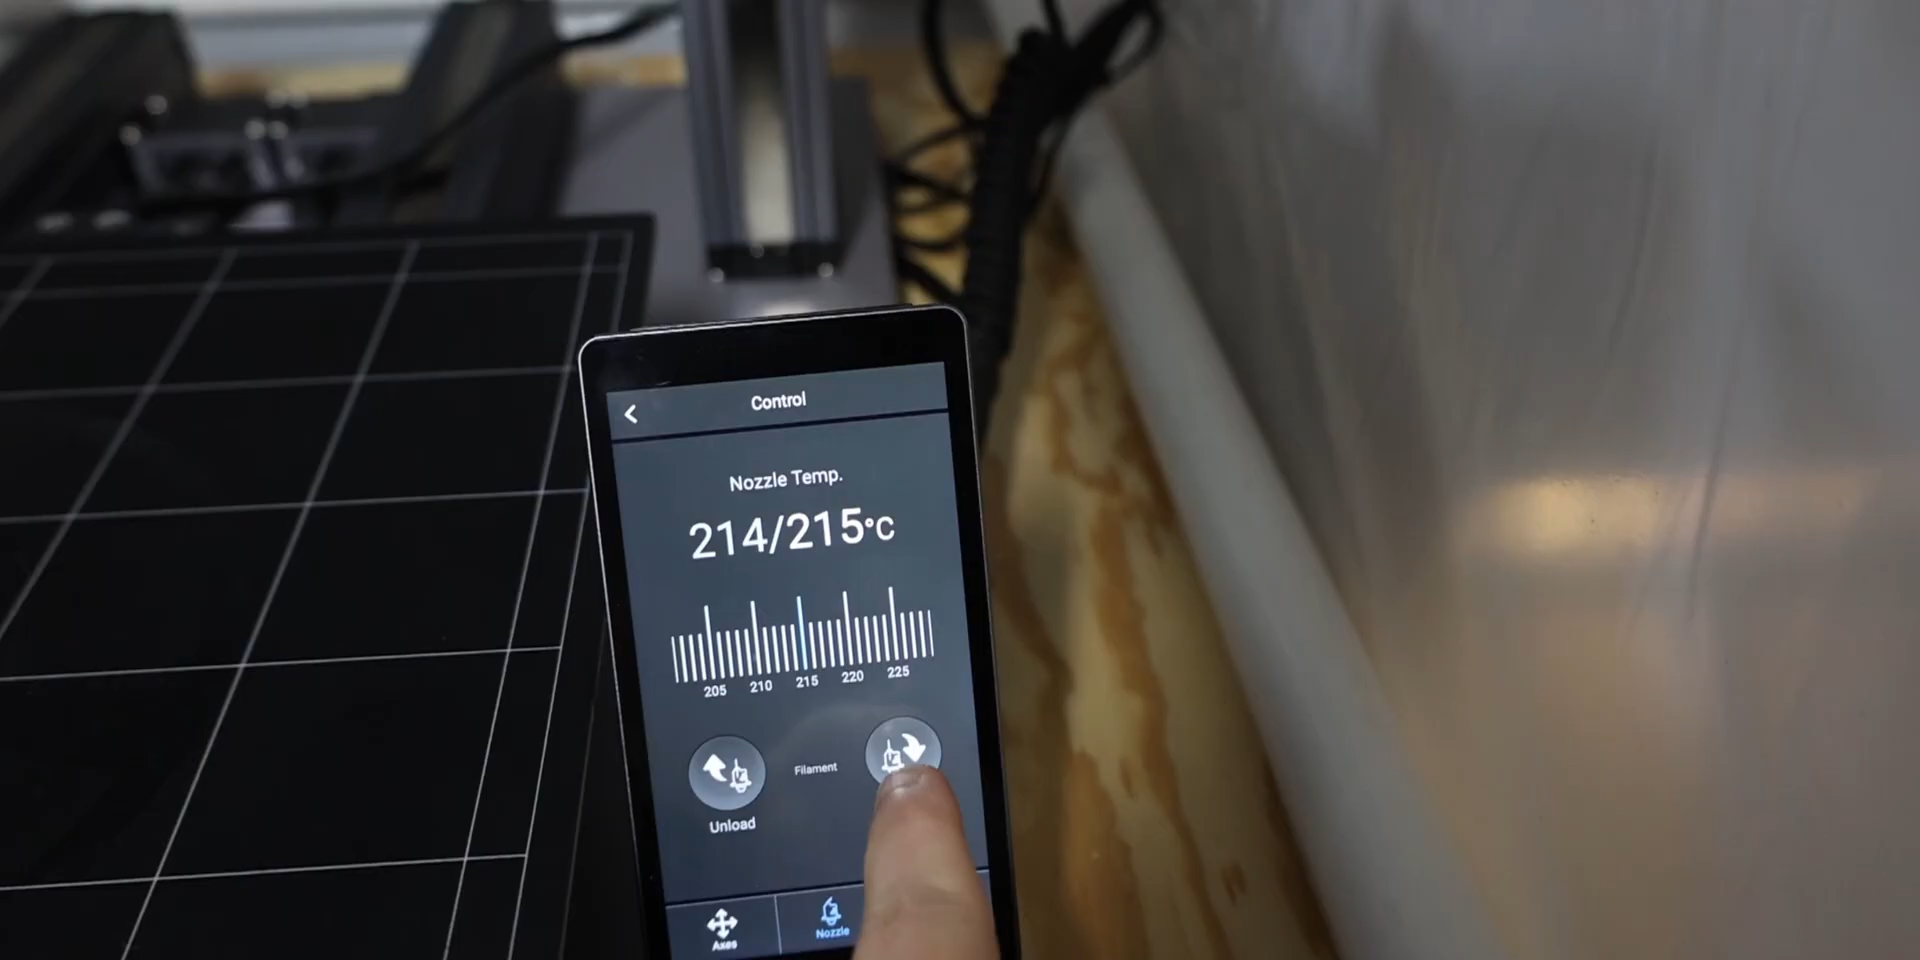 Control
Nozzle Temp.
214/215°C
205 210 215 220 225
Filament
Unload
Axes
Nozzle